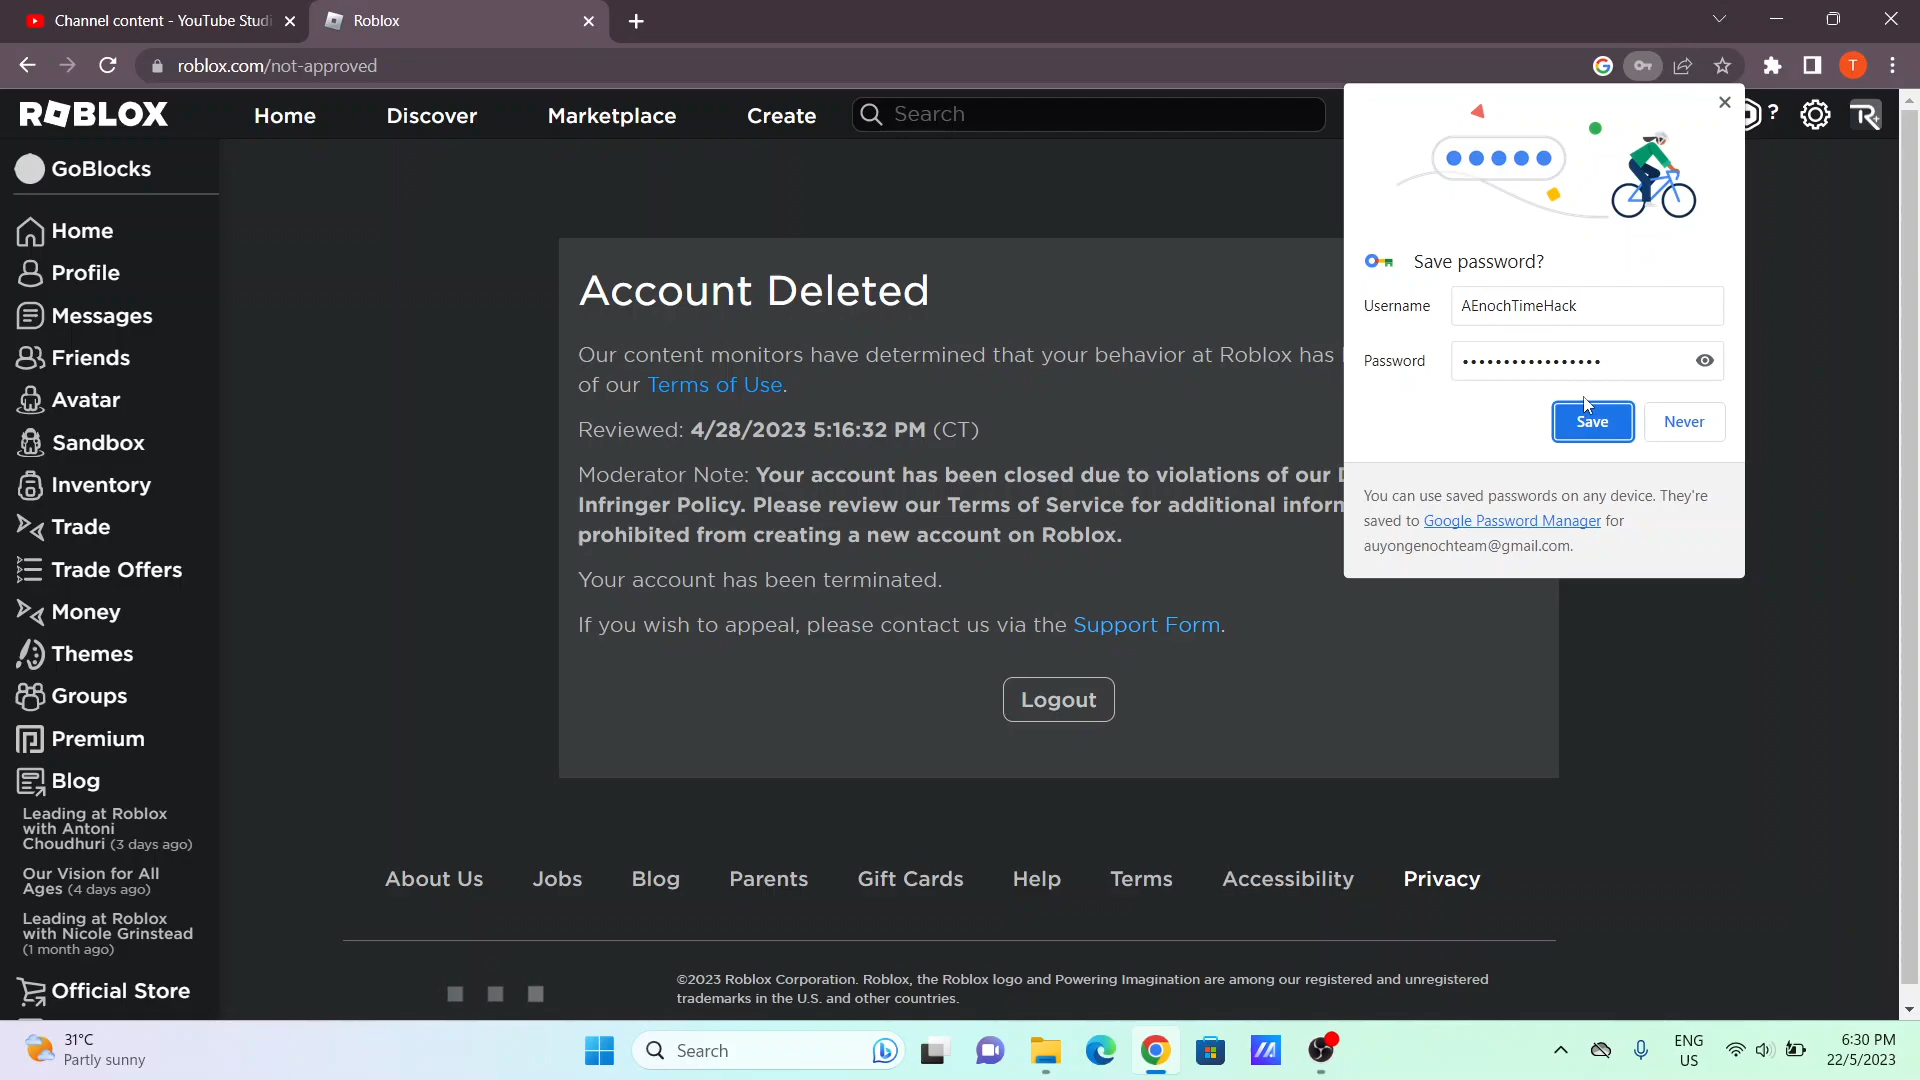 Channel content - YouTube Studi
Roblox
roblox.com/not-approved
T
ROBLOX
Home
Discover
Marketplace
Create
Search
?
GoBlocks
Home
Profile
Messages
Friends
Avatar
Sandbox
Inventory
Trade
Trade Offers
Money
Themes
Groups
Premium
Blog
Leading at Roblox
with Antoni
Choudhuri (3 days ago)
Our Vision for All
Ages (4 days ago)
Leading at Roblox
with Nicole Grinstead
(1 month ago)
Official Store
Account Deleted
Our content monitors have determined that your behavior at Roblox has
of our Terms of Use.
Reviewed: 4/28/2023 5:16:32 PM (CT)
Moderator Note: Your account has been closed due to violations of our
Infringer Policy. Please review our Terms of Service for additional inform
prohibited from creating a new account on Roblox.
Your account has been terminated.
If you wish to appeal, please contact us via the Support Form.
Logout
Save password?
Username
AEnochTimeHack
Password
Save
Never
You can use saved passwords on any device. They're
saved to Google Password Manager for
auyongenochteam@gmail.com.
About Us
Jobs
Blog
Parents
Gift Cards
Help
Terms
Accessibility
Privacy
©2023 Roblox Corporation. Roblox, the Roblox logo and Powering Imagination are among our registered and unregistered
trademarks in the U.S. and other countries.
31°C
Partly sunny
Search
ENG
US
6:30 PM
22/5/2023